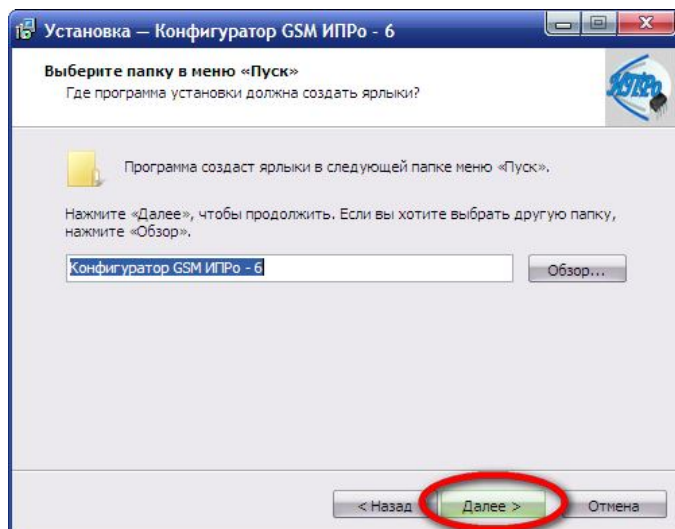 Установка — Конфигуратор GSM ИПРо - 6
Выберите папку в меню «Пуск»
Где программа установки должна создать ярлыки?
ИПРо
Программа создаст ярлыки в следующей папке меню «Пуск».
Нажмите «Далее», чтобы продолжить. Если вы хотите выбрать другую папку,
нажмите «Обзор».
Конфигуратор GSM ИПРо - 6
Обзор...
< Назад
Далее >
Отмена